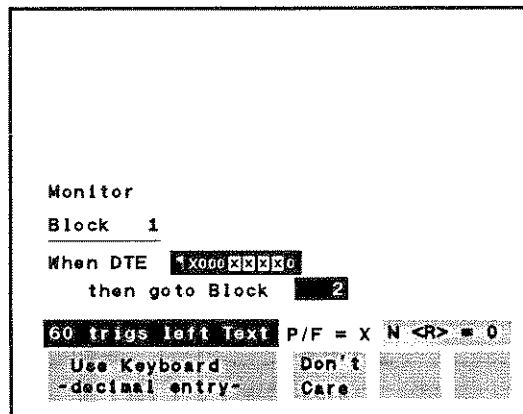 Monitor
Block 1
When DTE ¶X000XXXX0
then goto Block 2
60 trigs left Text P/F = X N <R> = 0
Use Keyboard Don't
-decimal entry- Care